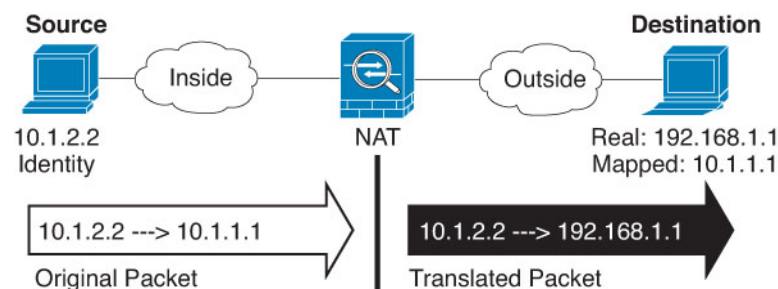 Source
Destination
Inside
Outside
10.1.2.2
Identity
NAT
Real: 192.168.1.1
Mapped: 10.1.1.1
10.1.2.2 ---> 10.1.1.1
10.1.2.2 ---> 192.168.1.1
Original Packet
Translated Packet